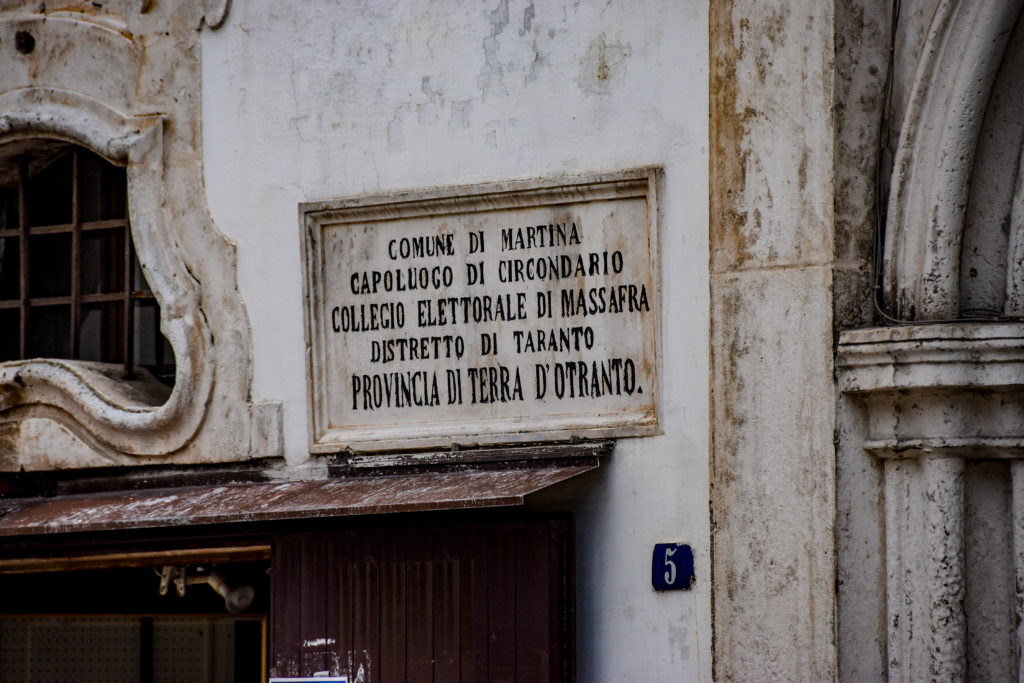 COMUNE DI MARTINA
CAPOLUOGO DI CIRCONDARIO
COLLEGIO ELETTORALE DI MASSAFRA
DISTRETTO DI TARANTO
PROVINCIA DI TERRA D'OTRANTO.
5